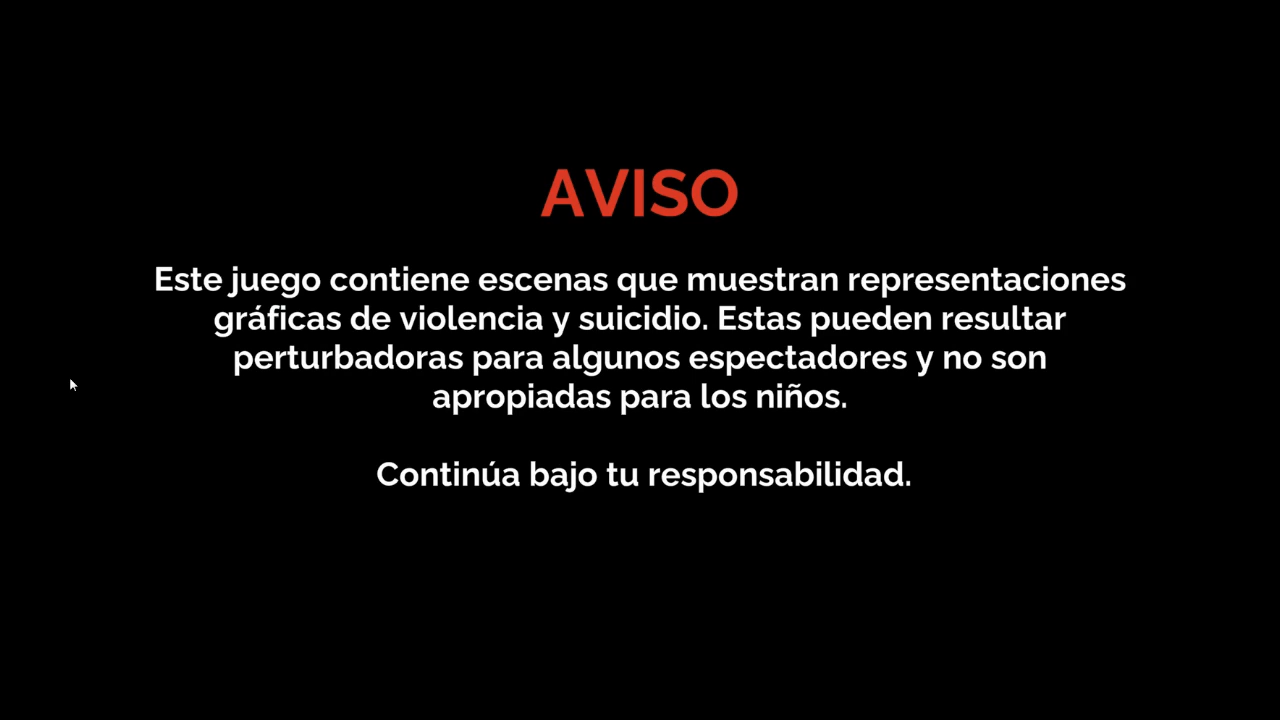 AVISO
Este juego contiene escenas que muestran representaciones
gráficas de violencia y suicidio. Estas pueden resultar
perturbadoras para algunos espectadores y no son
apropiadas para los niños.
Continúa bajo tu responsabilidad.